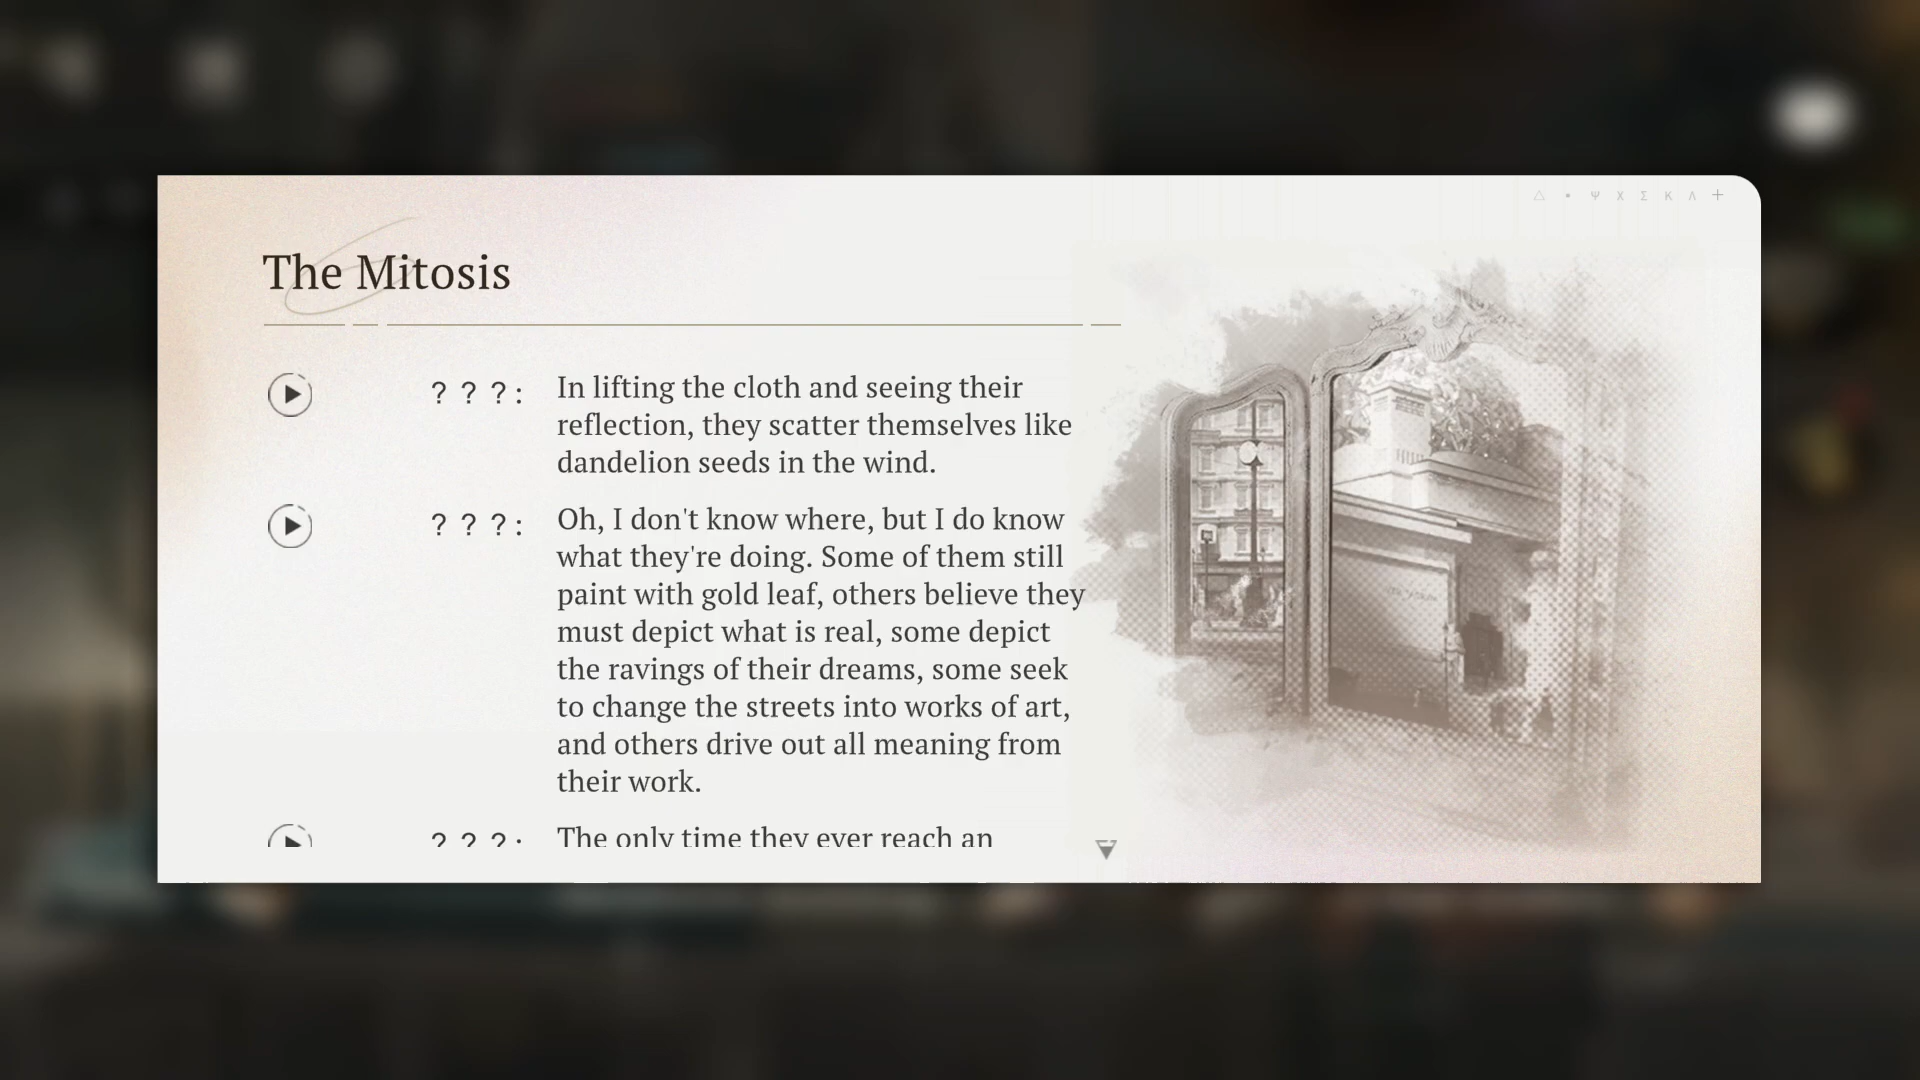 △ • Ψ Χ Σ Κ Λ +
The Mitosis
? ? ? : In lifting the cloth and seeing their
reflection, they scatter themselves like
dandelion seeds in the wind.
? ? ? : Oh, I don't know where, but I do know
what they're doing. Some of them still
paint with gold leaf, others believe they
must depict what is real, some depict
the ravings of their dreams, some seek
to change the streets into works of art,
and others drive out all meaning from
their work.
? ? ? : The only time they ever reach an